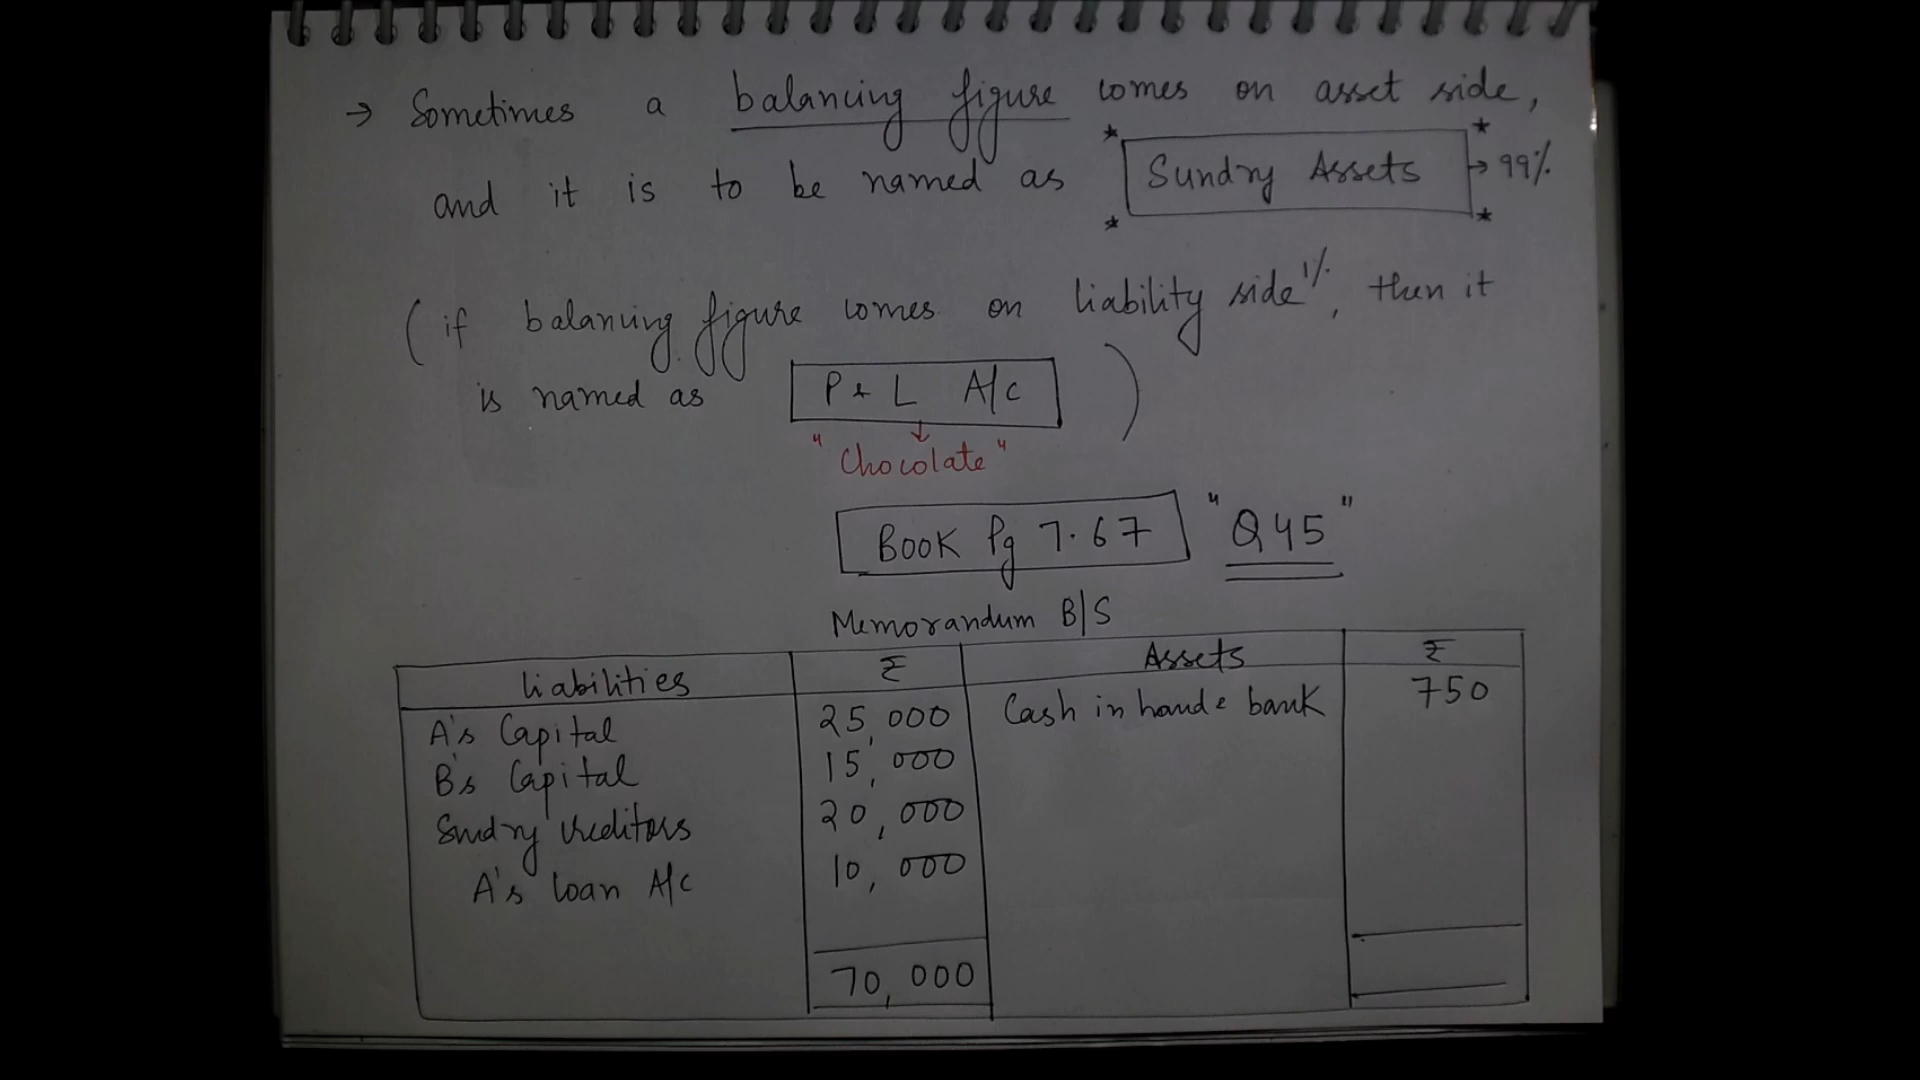 → Sometimes a balancing figure comes on asset side,
and it is to be named as Sundry Assets → 99%
(if balancing figure comes on liability side 1%, then it
is named as P & L A/c)
"Chocolate"
BOOK Pg 7.67 "Q45"
Memorandum B/S
Liabilities ₹ Assets ₹
A's Capital 25,000 Cash in hand & bank 750
B's Capital 15,000
Sundry Creditors 20,000
A's loan A/c 10,000
70,000